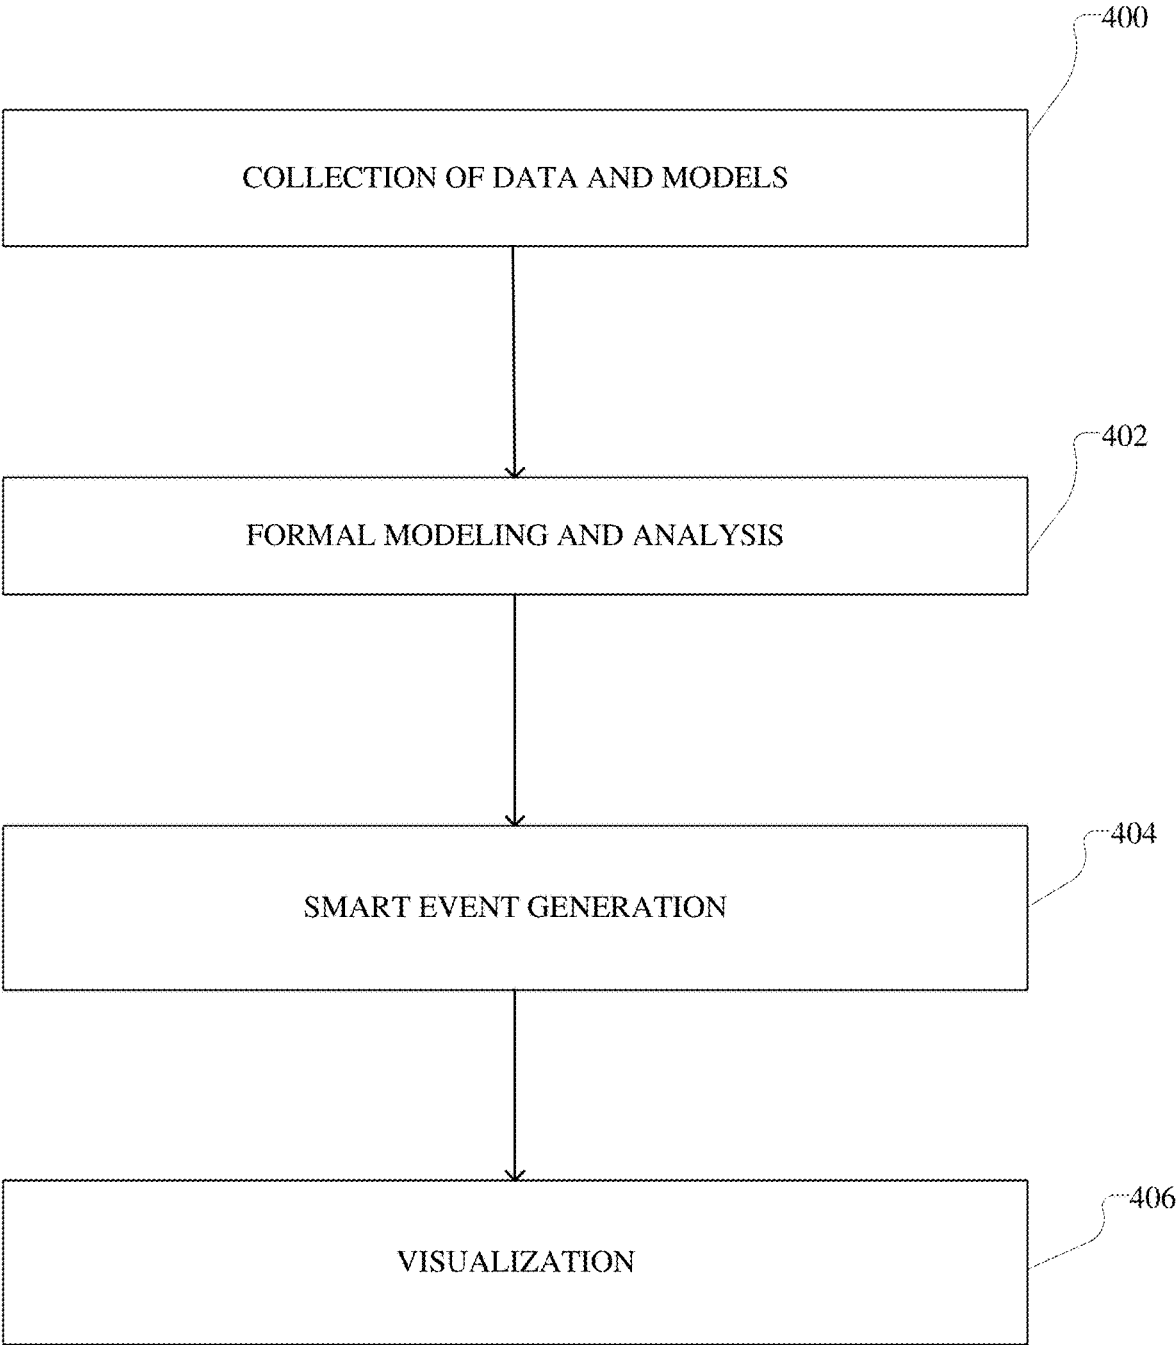 400
COLLECTION OF DATA AND MODELS
402
FORMAL MODELING AND ANALYSIS
404
SMART EVENT GENERATION
406
VISUALIZATION